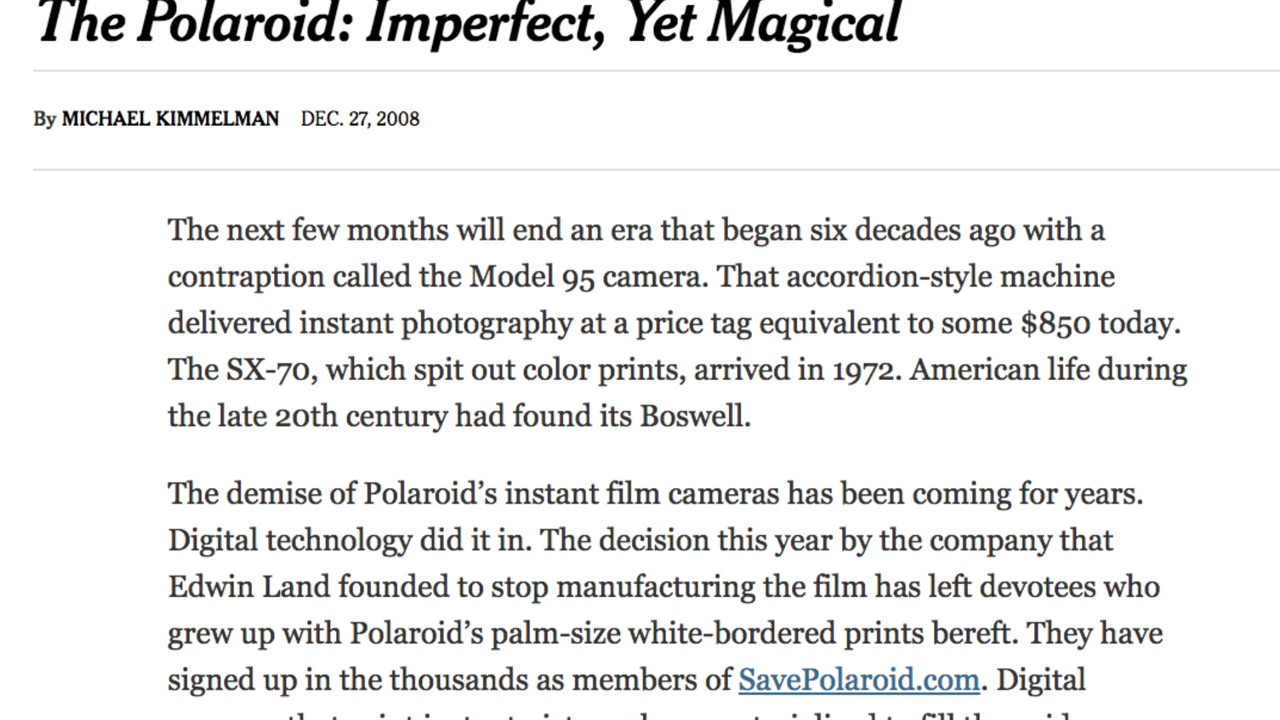 The Polaroid: Imperfect, Yet Magical
By MICHAEL KIMMELMAN DEC. 27, 2008
The next few months will end an era that began six decades ago with a
contraption called the Model 95 camera. That accordion-style machine
delivered instant photography at a price tag equivalent to some $850 today.
The SX-70, which spit out color prints, arrived in 1972. American life during
the late 20th century had found its Boswell.
The demise of Polaroid’s instant film cameras has been coming for years.
Digital technology did it in. The decision this year by the company that
Edwin Land founded to stop manufacturing the film has left devotees who
grew up with Polaroid’s palm-size white-bordered prints bereft. They have
signed up in the thousands as members of SavePolaroid.com. Digital